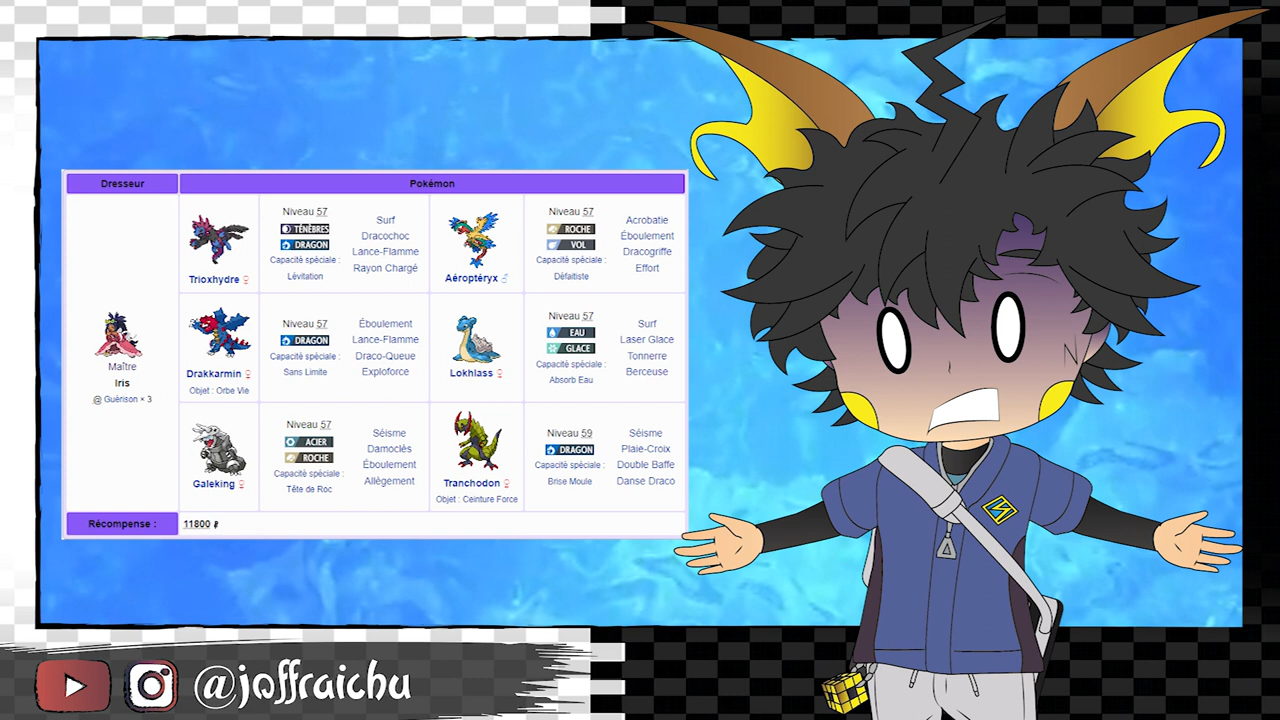 Dresseur
Pokémon
Maître
Iris
@ Guérison × 3
Trioxhydre ♀
Niveau 57
TÉNÈBRES
DRAGON
Capacité spéciale :
Lévitation
Surf
Dracochoc
Lance-Flamme
Rayon Chargé
Aéroptéryx ♂
Niveau 57
ROCHE
VOL
Capacité spéciale :
Défaitiste
Acrobatie
Éboulement
Dracogriffe
Effort
Drakkarmin ♀
Objet : Orbe Vie
Niveau 57
DRAGON
Capacité spéciale :
Sans Limite
Éboulement
Lance-Flamme
Draco-Queue
Exploforce
Lokhlass ♀
Niveau 57
EAU
GLACE
Capacité spéciale :
Absorb Eau
Surf
Laser Glace
Tonnerre
Berceuse
Galeking ♀
Niveau 57
ACIER
ROCHE
Capacité spéciale :
Tête de Roc
Séisme
Damoclès
Éboulement
Allègement
Tranchodon ♀
Objet : Ceinture Force
Niveau 59
DRAGON
Capacité spéciale :
Brise Moule
Séisme
Plaie-Croix
Double Baffe
Danse Draco
Récompense :
11800 ₽
@joffraichu